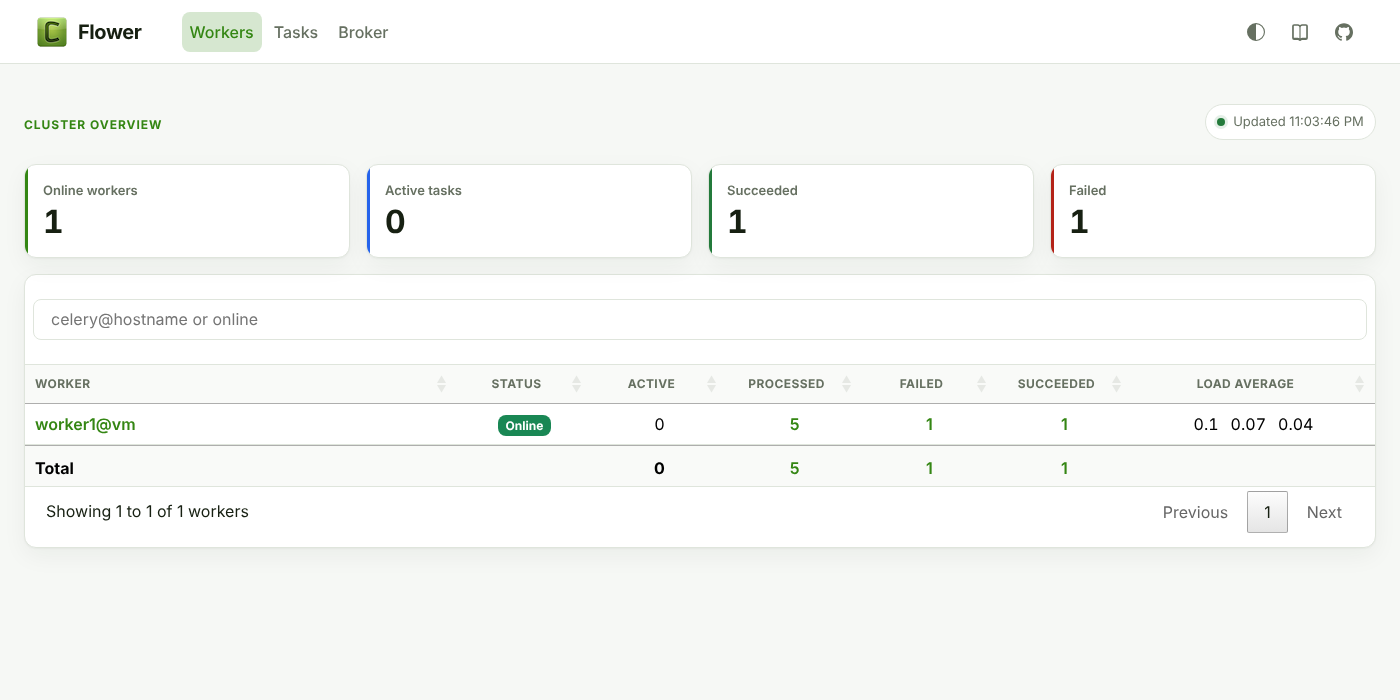 Flower Workers Tasks Broker
CLUSTER OVERVIEW
Updated 11:03:46 PM
Online workers
1
Active tasks
0
Succeeded
1
Failed
1
celery@hostname or online
WORKER STATUS ACTIVE PROCESSED FAILED SUCCEEDED LOAD AVERAGE
worker1@vm Online 0 5 1 1 0.1 0.07 0.04
Total 0 5 1 1
Showing 1 to 1 of 1 workers
Previous 1 Next